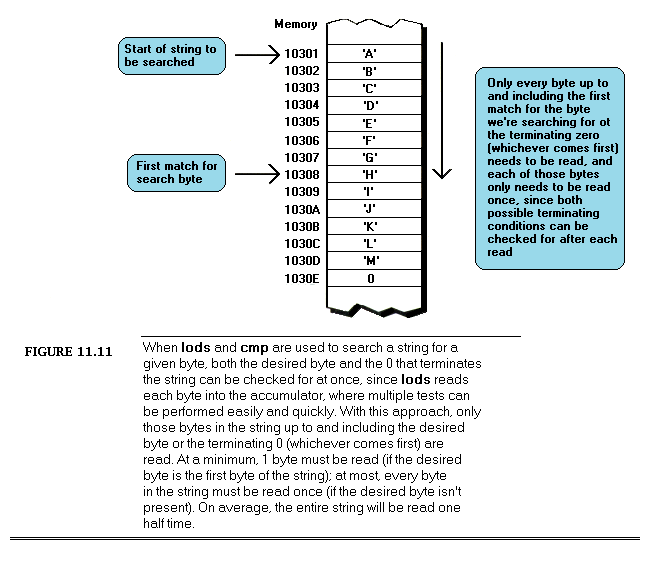 Memory
Start of string to
be searched
10301 'A'
10302 'B'
10303 'C'
10304 'D'
10305 'E'
10306 'F'
10307 'G'
First match for
search byte
10308 'H'
10309 'I'
1030A 'J'
1030B 'K'
1030C 'L'
1030D 'M'
1030E 0
Only every byte up to
and including the first
match for the byte
we're searching for ot
the terminating zero
(whichever comes first)
needs to be read, and
each of those bytes
only needs to be read
once, since both
possible terminating
conditions can be
checked for after each
read
FIGURE 11.11
When lods and cmp are used to search a string for a
given byte, both the desired byte and the 0 that terminates
the string can be checked for at once, since lods reads
each byte into the accumulator, where multiple tests can
be performed easily and quickly. With this approach, only
those bytes in the string up to and including the desired
byte or the terminating 0 (whichever comes first) are
read. At a minimum, 1 byte must be read (if the desired
byte is the first byte of the string); at most, every byte
in the string must be read once (if the desired byte isn't
present). On average, the entire string will be read one
half time.